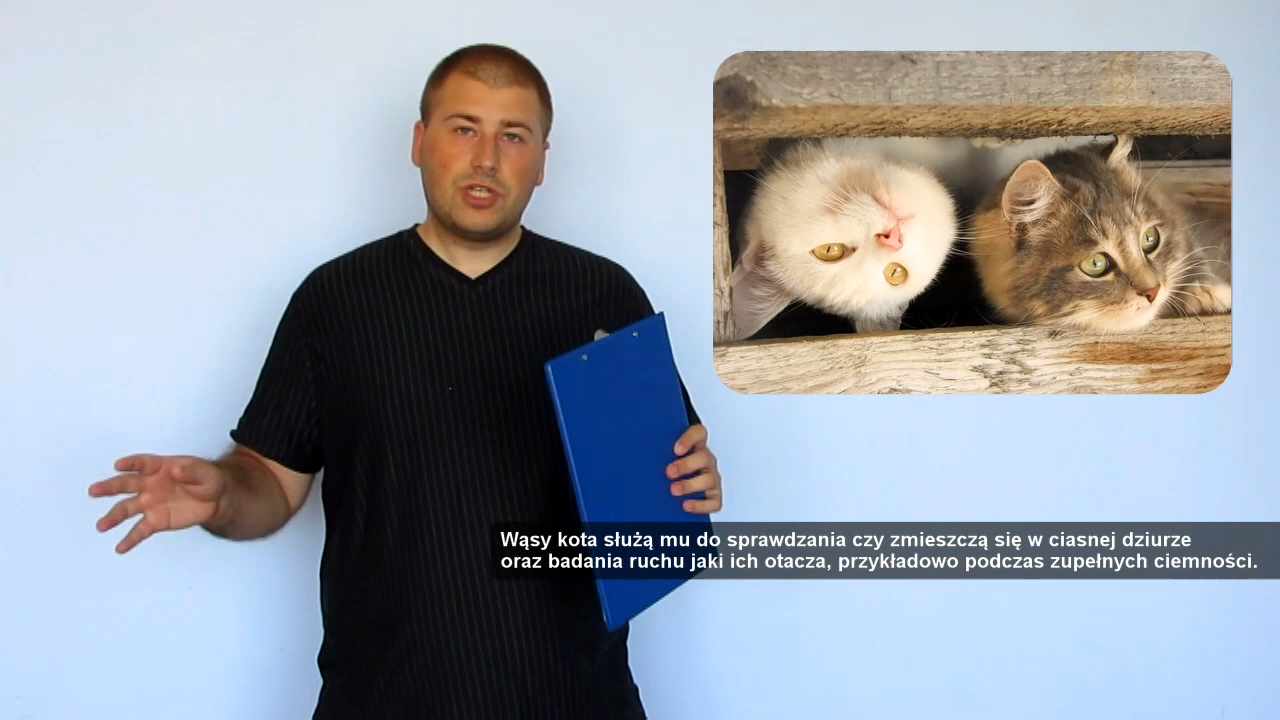 Wąsy kota służą mu do sprawdzania czy zmieszczą się w ciasnej dziurze
oraz badania ruchu jaki ich otacza, przykładowo podczas zupełnych ciemności.